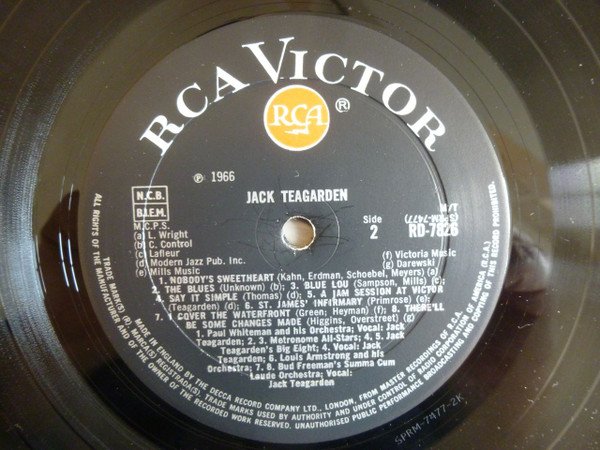 RCA VICTOR
RCA ®
℗ 1966
JACK TEAGARDEN
N.C.B.
B.I.E.M.
M.C.P.S.
(a) L. Wright
(b) C. Control
(c) Lafleur
(d) Modern Jazz Pub. Inc.
(e) Mills Music
M/T
(SPRM-7477)
Side
2
RD-7826
(f) Victoria Music
(g) Darewski
1. NOBODY'S SWEETHEART (Kahn, Erdman, Schoebel, Meyers) (a)
2. THE BLUES (Unknown) (b) 3. BLUE LOU (Sampson, Mills) (c)
4. SAY IT SIMPLE (Thomas) (d) 5. A JAM SESSION AT VICTOR
(Teagarden) (d) 6. ST. JAMES' INFIRMARY (Primrose) (e)
7. I COVER THE WATERFRONT (Green, Heyman) (f) 8. THERE'LL
BE SOME CHANGES MADE (Higgins, Overstreet) (g)
1. Paul Whiteman and his Orchestra; Vocal: Jack
Teagarden; 2, 3. Metronome All-Stars; 4, 5. Jack
Teagarden's Big Eight; 4. Vocal: Jack Teagarden
6. Louis Armstrong and his
Orchestra; 7, 8. Bud Freeman's Summa Cum
Laude Orchestra; Vocal:
Jack Teagarden
ALL RIGHTS OF THE MANUFACTURER AND OF THE OWNER OF THE RECORDED WORK RESERVED. UNAUTHORISED PUBLIC PERFORMANCE BROADCASTING AND COPYING OF THIS RECORD PROHIBITED.
TRADE MARK(S) (R) MARCA(S) REGISTRADA(S). TRADE MARKS USED BY AUTHORITY AND UNDER CONTROL OF RADIO CORPORATION OF AMERICA (R.C.A.)
MADE IN ENGLAND BY THE DECCA RECORD COMPANY LTD., LONDON, FROM MASTER RECORDINGS OF R.C.A.
SPRM-7477-2K